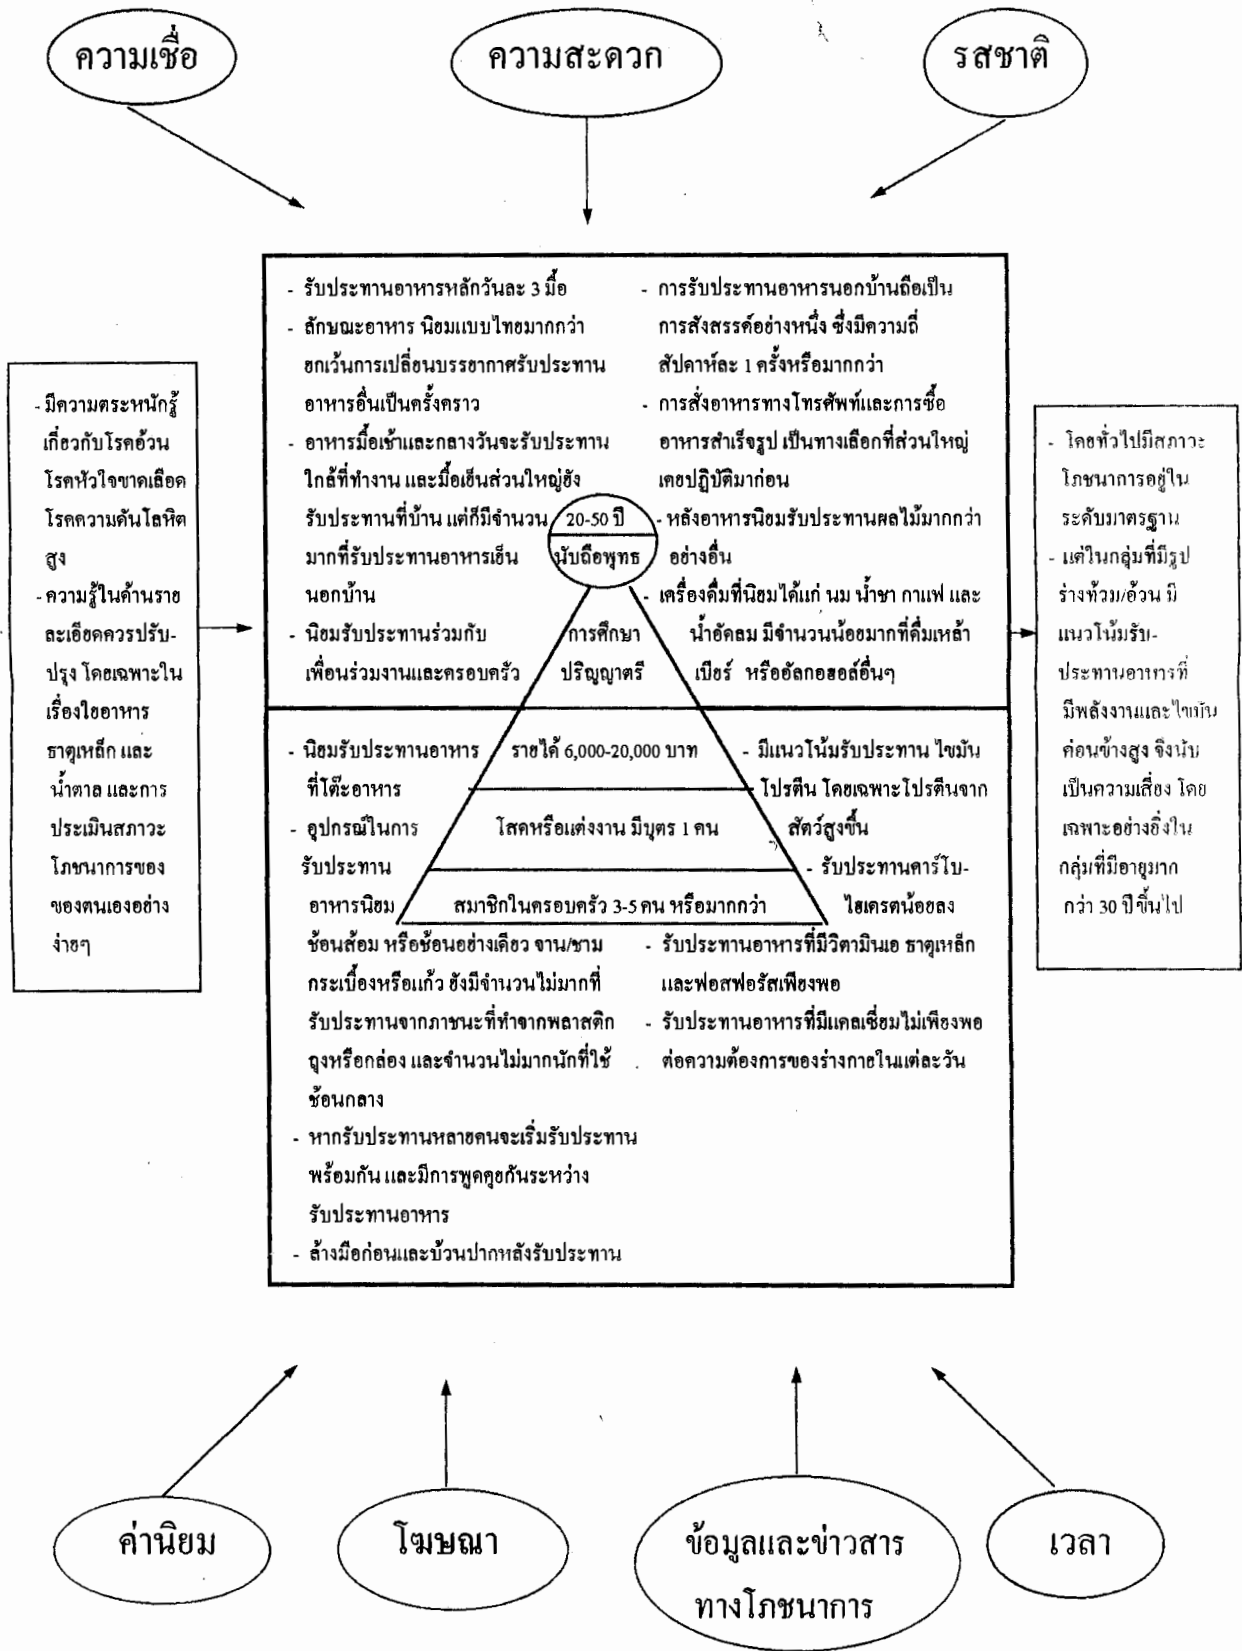 ความเชื่อ
ความสะดวก
รสชาติ
- มีความตระหนักรู้
เกี่ยวกับโรคอ้วน
โรคหัวใจขาดเลือด
โรคความดันโลหิต
สูง
- ความรู้ในด้านราย
ละเอียดควรปรับ-
ปรุง โดยเฉพาะใน
เรื่องใยอาหาร
ธาตุเหล็ก และ
น้ำตาล และการ
ประเมินสภาวะ
โภชนาการของ
ของตนเองอย่าง
ง่ายๆ
- รับประทานอาหารหลักวันละ 3 มื้อ
- ลักษณะอาหาร นิยมแบบไทยมากกว่า
ยกเว้นการเปลี่ยนบรรยากาศรับประทาน
อาหารอื่นเป็นครั้งคราว
- อาหารมื้อเช้าและกลางวันจะรับประทาน
ใกล้ที่ทำงาน และมื้อเย็นส่วนใหญ่ยัง
รับประทานที่บ้าน แต่ก็มีจำนวน
มากที่รับประทานอาหารเย็น
นอกบ้าน
- นิยมรับประทานร่วมกับ
เพื่อนร่วมงานและครอบครัว
- การรับประทานอาหารนอกบ้านถือเป็น
การสังสรรค์อย่างหนึ่ง ซึ่งมีความถี่
สัปดาห์ละ 1 ครั้งหรือมากกว่า
- การสั่งอาหารทางโทรศัพท์และการซื้อ
อาหารสำเร็จรูป เป็นทางเลือกที่ส่วนใหญ่
เคยปฏิบัติมาก่อน
- หลังอาหารนิยมรับประทานผลไม้มากกว่า
อย่างอื่น
- เครื่องดื่มที่นิยมได้แก่ นม น้ำชา กาแฟ และ
น้ำอัดลม มีจำนวนน้อยมากที่ดื่มเหล้า
เบียร์ หรืออัลกอฮอล์อื่นๆ
20-50 ปี
นับถือพุทธ
การศึกษา
ปริญญาตรี
รายได้ 6,000-20,000 บาท
โสดหรือแต่งงาน มีบุตร 1 คน
สมาชิกในครอบครัว 3-5 คน หรือมากกว่า
- นิยมรับประทานอาหาร
ที่โต๊ะอาหาร
- อุปกรณ์ในการ
รับประทาน
อาหารนิยม
ช้อนส้อม หรือช้อนอย่างเดียว จาน/ชาม
กระเบื้องหรือแก้ว ยังมีจำนวนไม่มากที่
รับประทานจากภาชนะที่ทำจากพลาสติก
ถุงหรือกล่อง และจำนวนไม่มากนักที่ใช้
ช้อนกลาง
- หากรับประทานหลายคนจะเริ่มรับประทาน
พร้อมกัน และมีการพูดคุยกันระหว่าง
รับประทานอาหาร
- ล้างมือก่อนและบ้วนปากหลังรับประทาน
- มีแนวโน้มรับประทาน ไขมัน
โปรตีน โดยเฉพาะโปรตีนจาก
สัตว์สูงขึ้น
- รับประทานคาร์โบ-
ไฮเดรตน้อยลง
- รับประทานอาหารที่มีวิตามินเอ ธาตุเหล็ก
และฟอสฟอรัสเพียงพอ
- รับประทานอาหารที่มีแคลเซี่ยมไม่เพียงพอ
ต่อความต้องการของร่างกายในแต่ละวัน
- โดยทั่วไปมีสภาวะ
โภชนาการอยู่ใน
ระดับมาตรฐาน
- แต่ในกลุ่มที่มีรูป
ร่างท้วม/อ้วน มี
แนวโน้มรับ-
ประทานอาหารที่
มีพลังงานและไขมัน
ค่อนข้างสูง จึงนับ
เป็นความเสี่ยง โดย
เฉพาะอย่างยิ่งใน
กลุ่มที่มีอายุมาก
กว่า 30 ปีขึ้นไป
ค่านิยม
โฆษณา
ข้อมูลและข่าวสาร
ทางโภชนาการ
เวลา